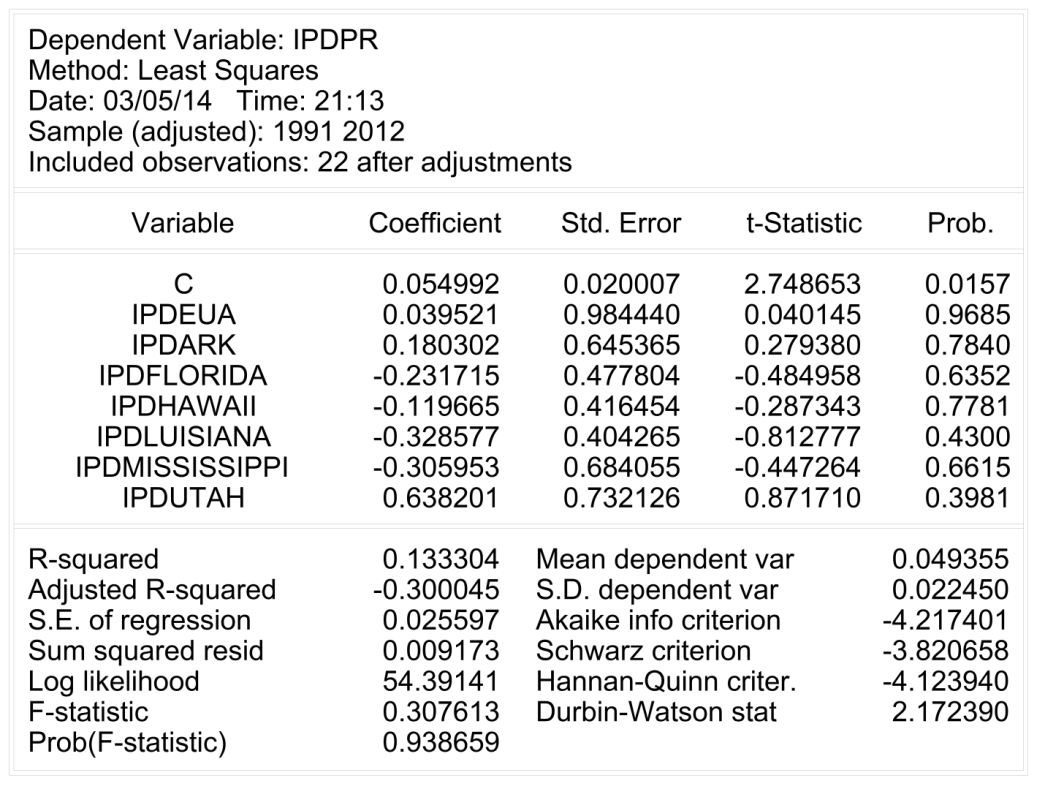 Dependent Variable: IPDPR
Method: Least Squares
Date: 03/05/14 Time: 21:13
Sample (adjusted): 1991 2012
Included observations: 22 after adjustments
Variable Coefficient Std. Error t-Statistic Prob.
C 0.054992 0.020007 2.748653 0.0157
IPDEUA 0.039521 0.984440 0.040145 0.9685
IPDARK 0.180302 0.645365 0.279380 0.7840
IPDFLORIDA -0.231715 0.477804 -0.484958 0.6352
IPDHAWAII -0.119665 0.416454 -0.287343 0.7781
IPDLUISIANA -0.328577 0.404265 -0.812777 0.4300
IPDMISSISSIPPI -0.305953 0.684055 -0.447264 0.6615
IPDUTAH 0.638201 0.732126 0.871710 0.3981
R-squared 0.133304 Mean dependent var 0.049355
Adjusted R-squared -0.300045 S.D. dependent var 0.022450
S.E. of regression 0.025597 Akaike info criterion -4.217401
Sum squared resid 0.009173 Schwarz criterion -3.820658
Log likelihood 54.39141 Hannan-Quinn criter. -4.123940
F-statistic 0.307613 Durbin-Watson stat 2.172390
Prob(F-statistic) 0.938659